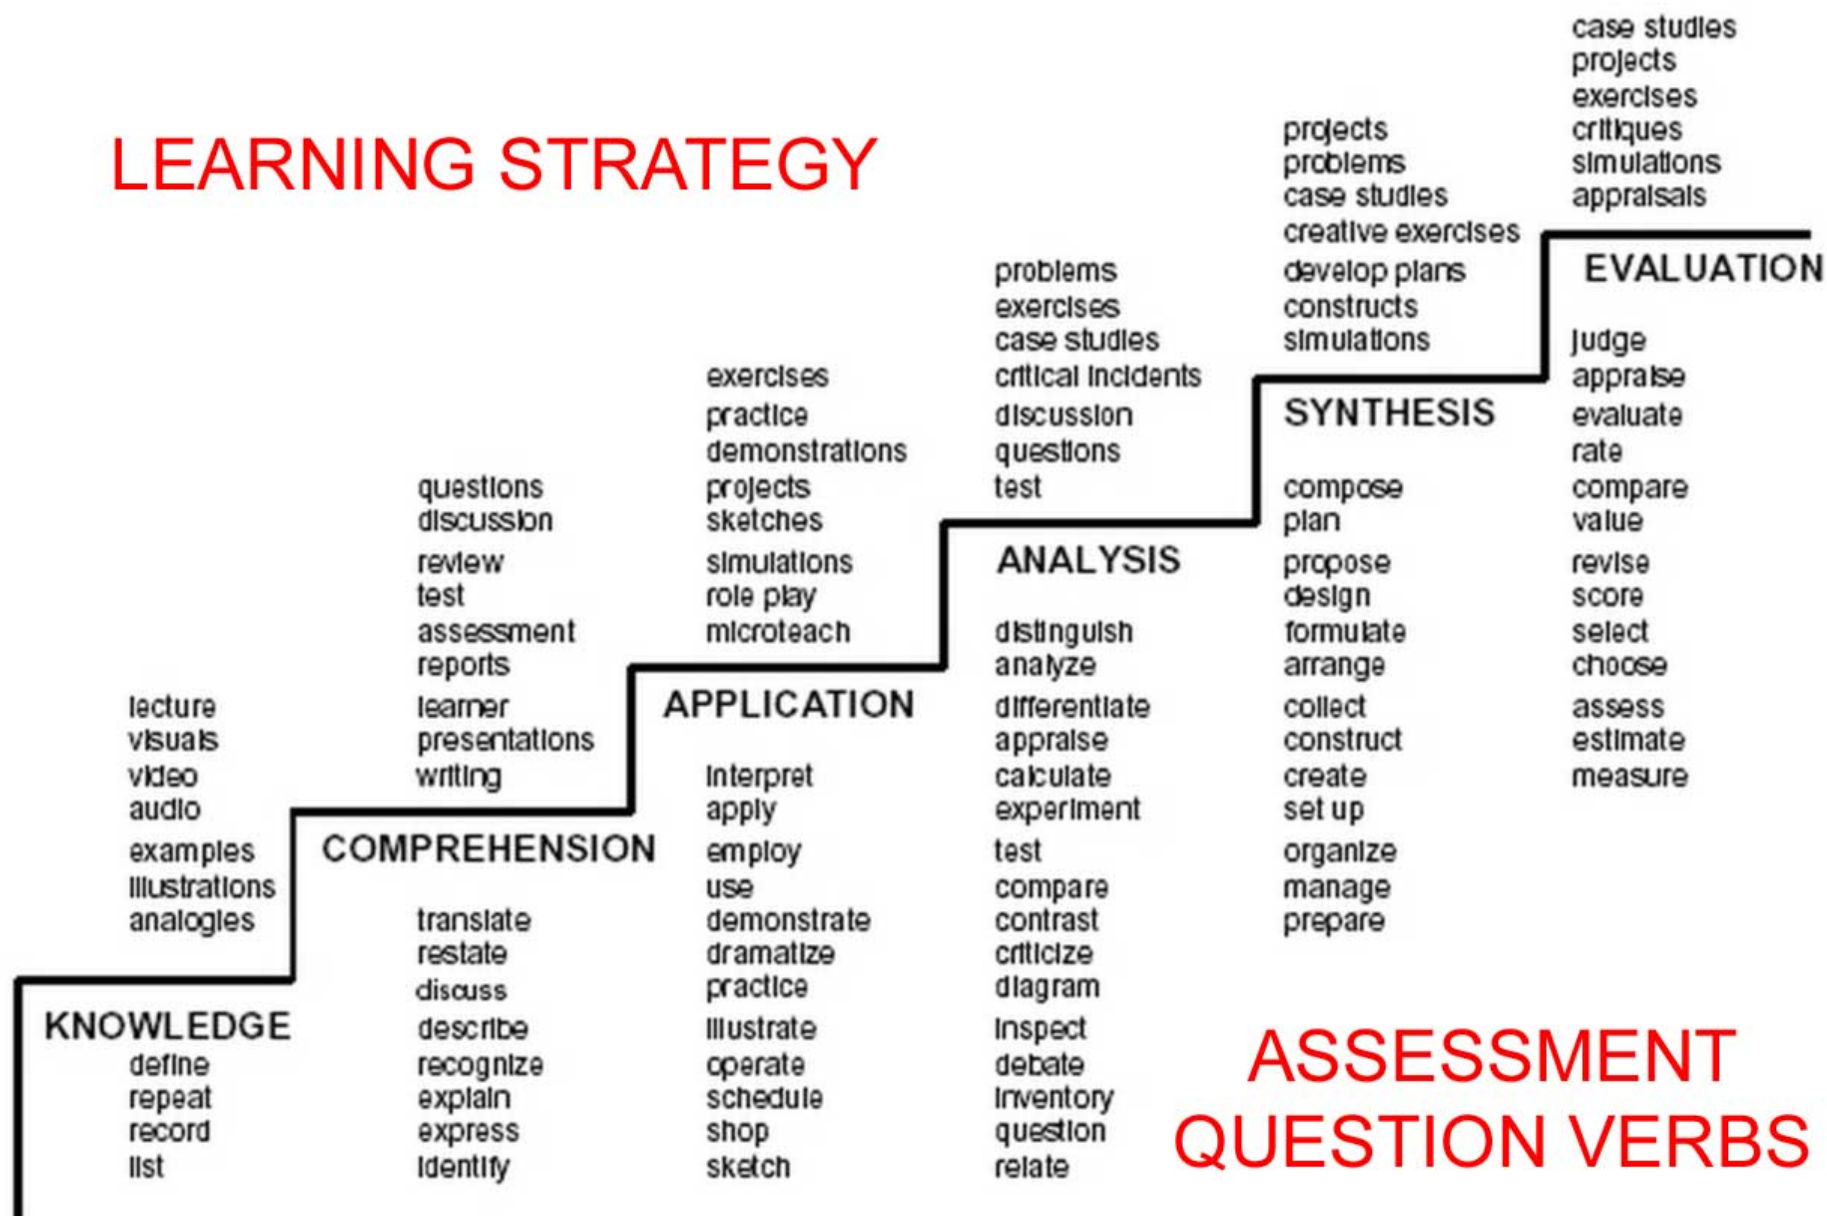 LEARNING STRATEGY
lecture
visuals
video
audio
examples
illustrations
analogies
KNOWLEDGE
define
repeat
record
list
questions
discussion
review
test
assessment
reports
learner
presentations
writing
COMPREHENSION
translate
restate
discuss
describe
recognize
explain
express
identify
exercises
practice
demonstrations
projects
sketches
simulations
role play
microteach
APPLICATION
interpret
apply
employ
use
demonstrate
dramatize
practice
illustrate
operate
schedule
shop
sketch
problems
exercises
case studies
critical incidents
discussion
questions
test
ANALYSIS
distinguish
analyze
differentiate
appraise
calculate
experiment
test
compare
contrast
criticize
diagram
inspect
debate
inventory
question
relate
projects
problems
case studies
creative exercises
develop plans
constructs
simulations
SYNTHESIS
compose
plan
propose
design
formulate
arrange
collect
construct
create
set up
organize
manage
prepare
case studies
projects
exercises
critiques
simulations
appraisals
EVALUATION
judge
appraise
evaluate
rate
compare
value
revise
score
select
choose
assess
estimate
measure
ASSESSMENT
QUESTION VERBS